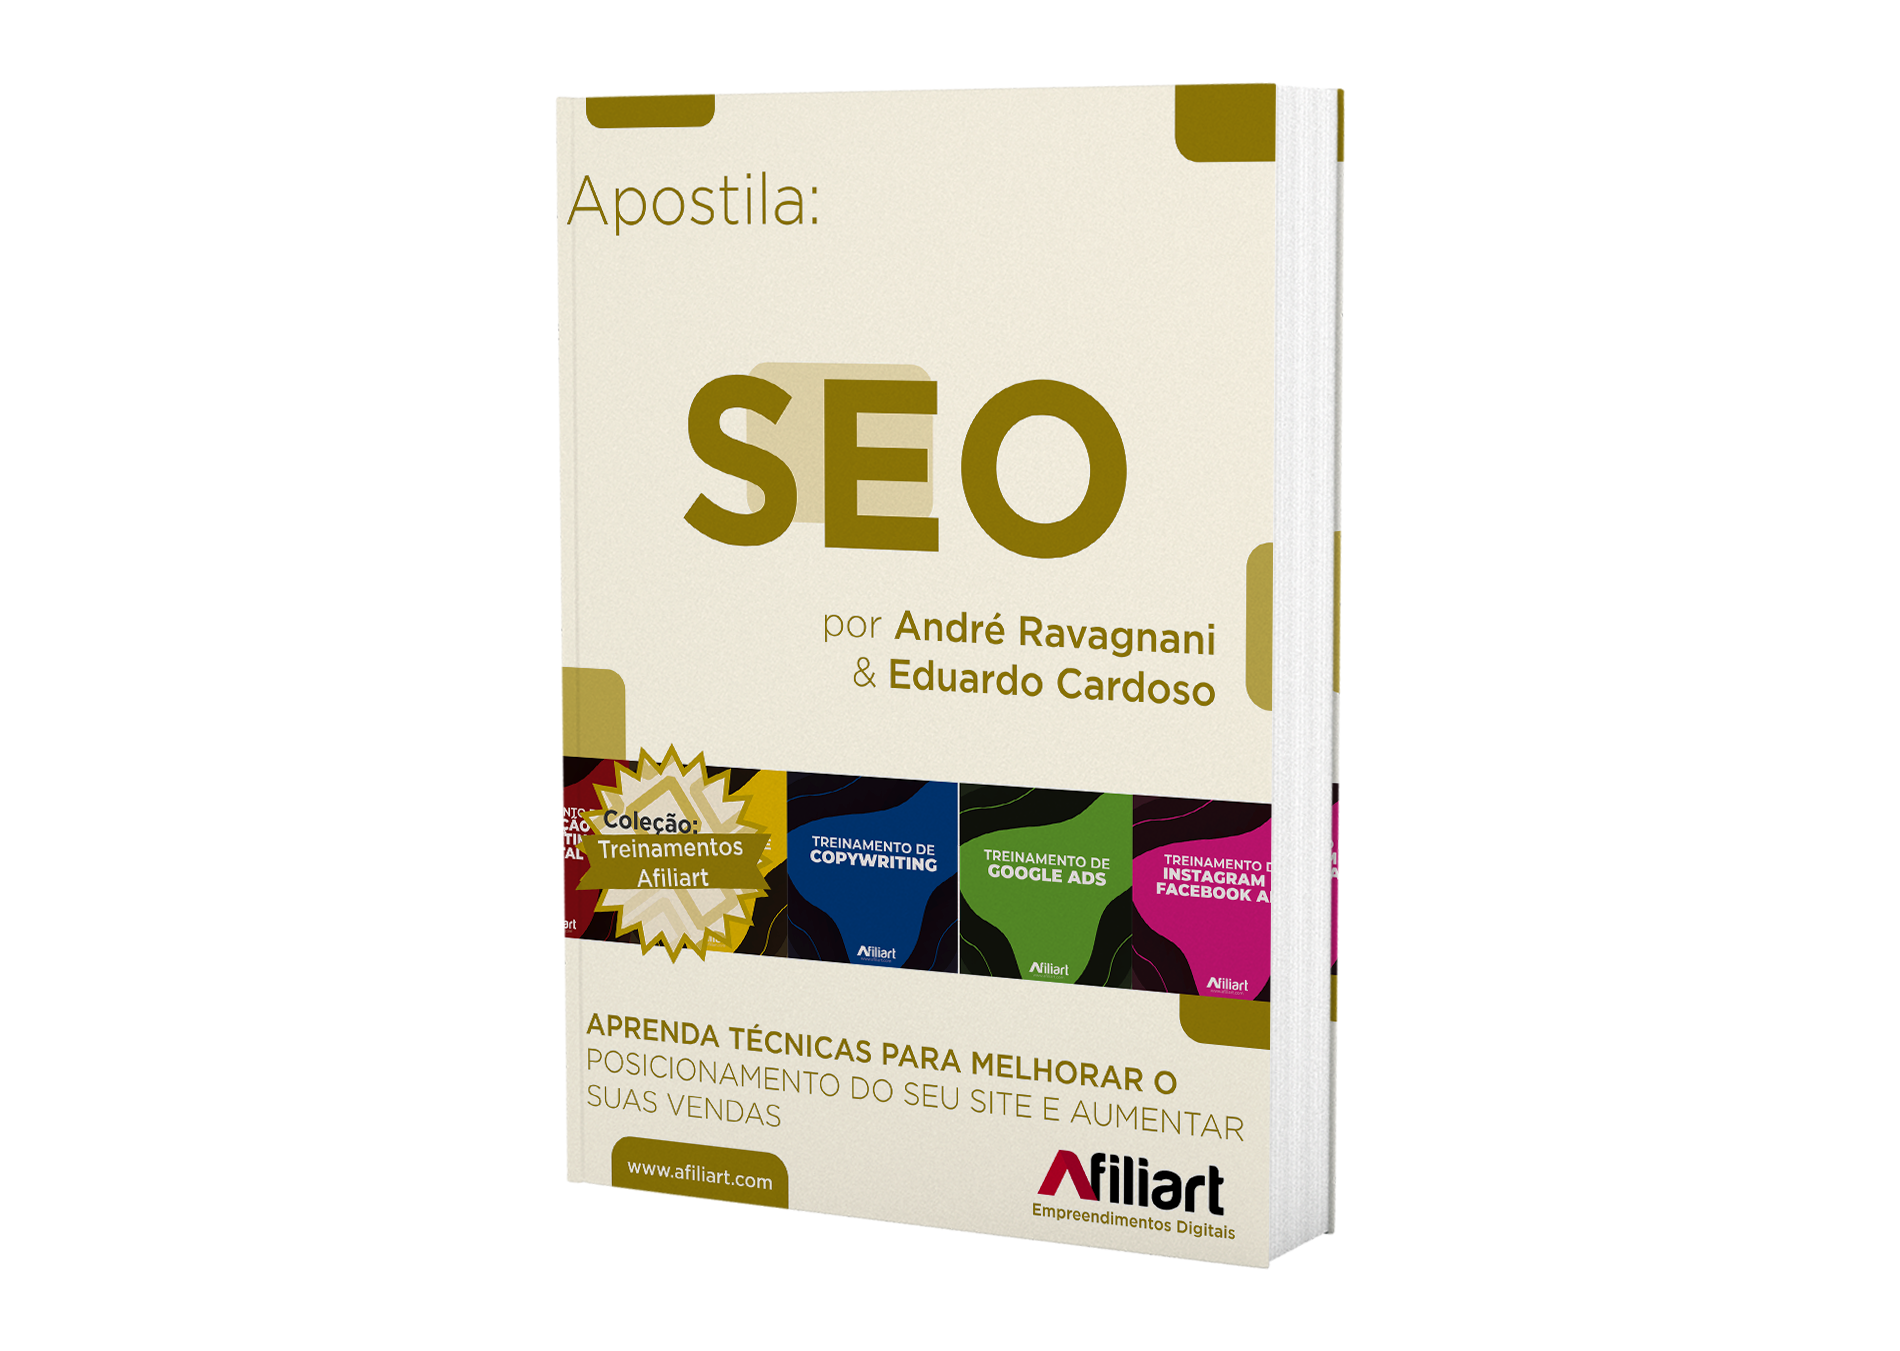 Apostila:
SEO
por André Ravagnani
& Eduardo Cardoso
Coleção:
Treinamentos
Afiliart
TREINAMENTO DE
COPYWRITING
Afiliart
TREINAMENTO DE
GOOGLE ADS
Afiliart
TREINAMENTO
INSTAGRAM
FACEBOOK
Afiliart
APRENDA TÉCNICAS PARA MELHORAR O
POSICIONAMENTO DO SEU SITE E AUMENTAR
SUAS VENDAS
www.afiliart.com
Afiliart
Empreendimentos Digitais